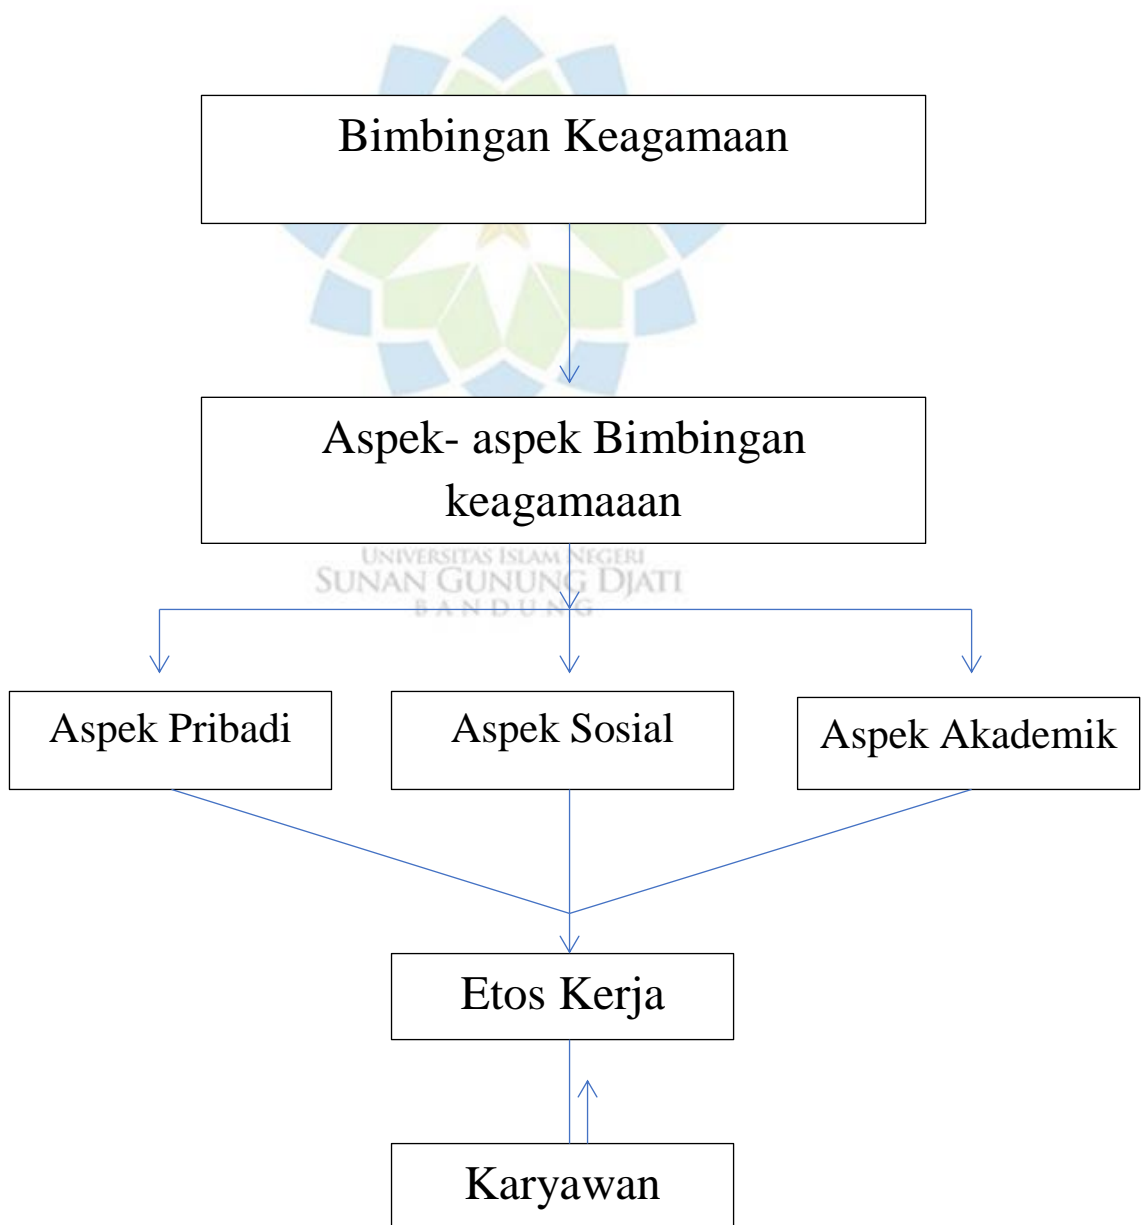 Bimbingan Keagamaan
Aspek- aspek Bimbingan
keagamaaan
UNIVERSITAS ISLAM NEGERI
SUNAN GUNUNG DJATI
BANDUNG
Aspek Pribadi
Aspek Sosial
Aspek Akademik
Etos Kerja
Karyawan